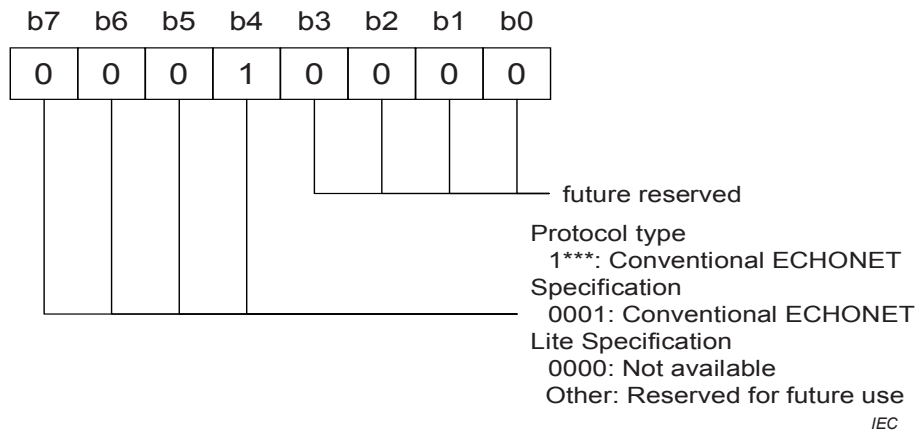 b7 b6 b5 b4 b3 b2 b1 b0
0 0 0 1 0 0 0 0
future reserved
Protocol type
1***: Conventional ECHONET
Specification
0001: Conventional ECHONET
Lite Specification
0000: Not available
Other: Reserved for future use
IEC